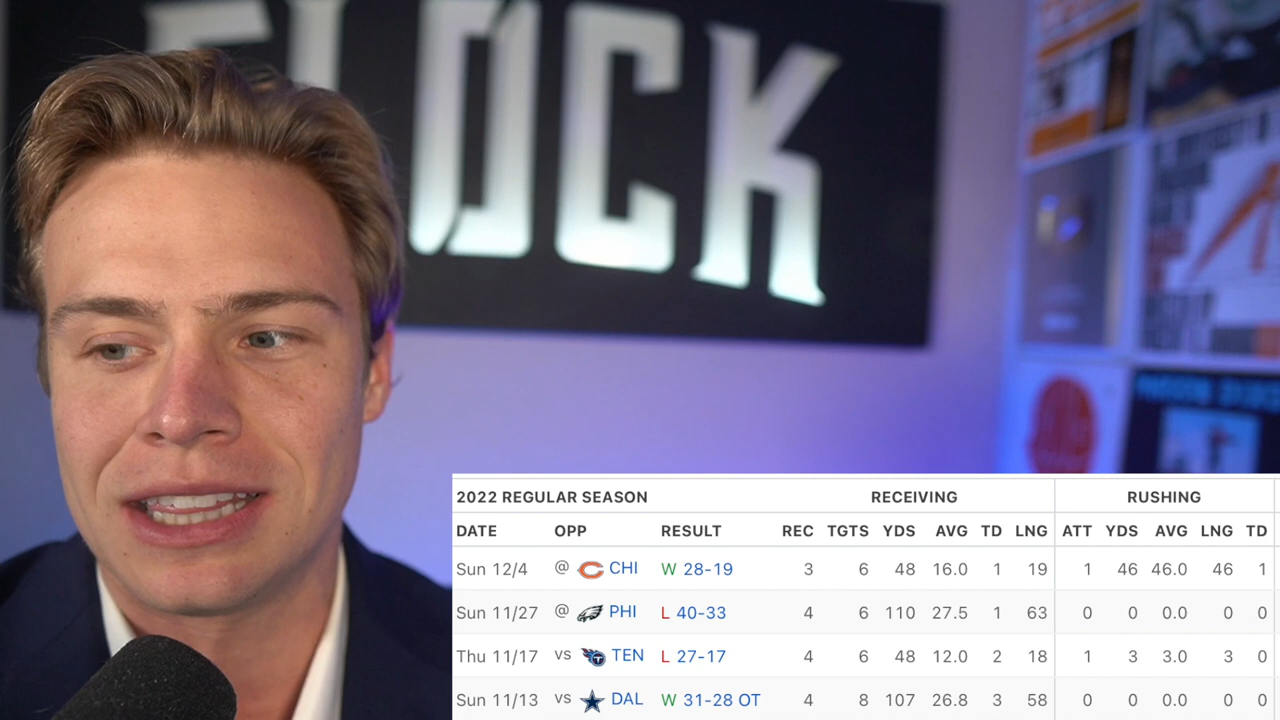 FLOCK
2022 REGULAR SEASON RECEIVING RUSHING
DATE OPP RESULT REC TGTS YDS AVG TD LNG ATT YDS AVG LNG TD
Sun 12/4 @ CHI W 28-19 3 6 48 16.0 1 19 1 46 46.0 46 1
Sun 11/27 @ PHI L 40-33 4 6 110 27.5 1 63 0 0 0.0 0 0
Thu 11/17 vs TEN L 27-17 4 6 48 12.0 2 18 1 3 3.0 3 0
Sun 11/13 vs DAL W 31-28 OT 4 8 107 26.8 3 58 0 0 0.0 0 0